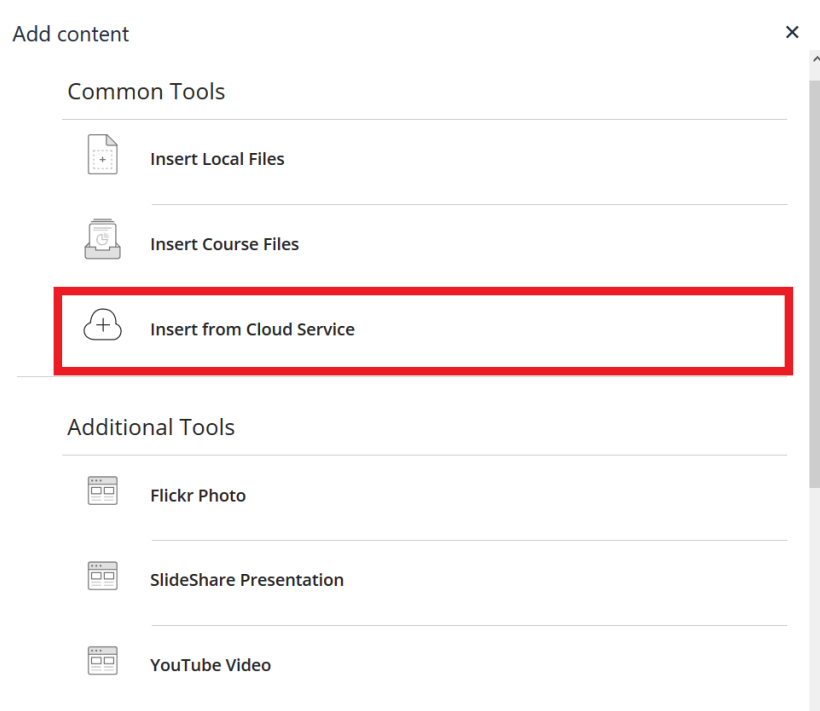 Add content
Common Tools
Insert Local Files
Insert Course Files
Insert from Cloud Service
Additional Tools
Flickr Photo
SlideShare Presentation
YouTube Video